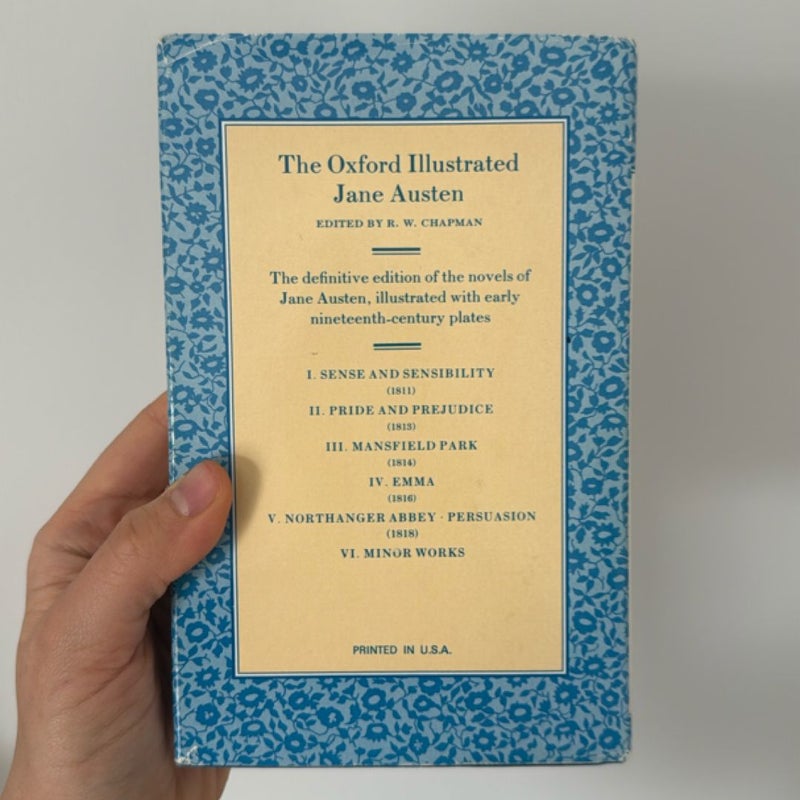 The Oxford Illustrated
Jane Austen
EDITED BY R. W. CHAPMAN
The definitive edition of the novels of
Jane Austen, illustrated with early
nineteenth-century plates
I. SENSE AND SENSIBILITY
(1811)
II. PRIDE AND PREJUDICE
(1813)
III. MANSFIELD PARK
(1814)
IV. EMMA
(1816)
V. NORTHANGER ABBEY · PERSUASION
(1818)
VI. MINOR WORKS
PRINTED IN U.S.A.